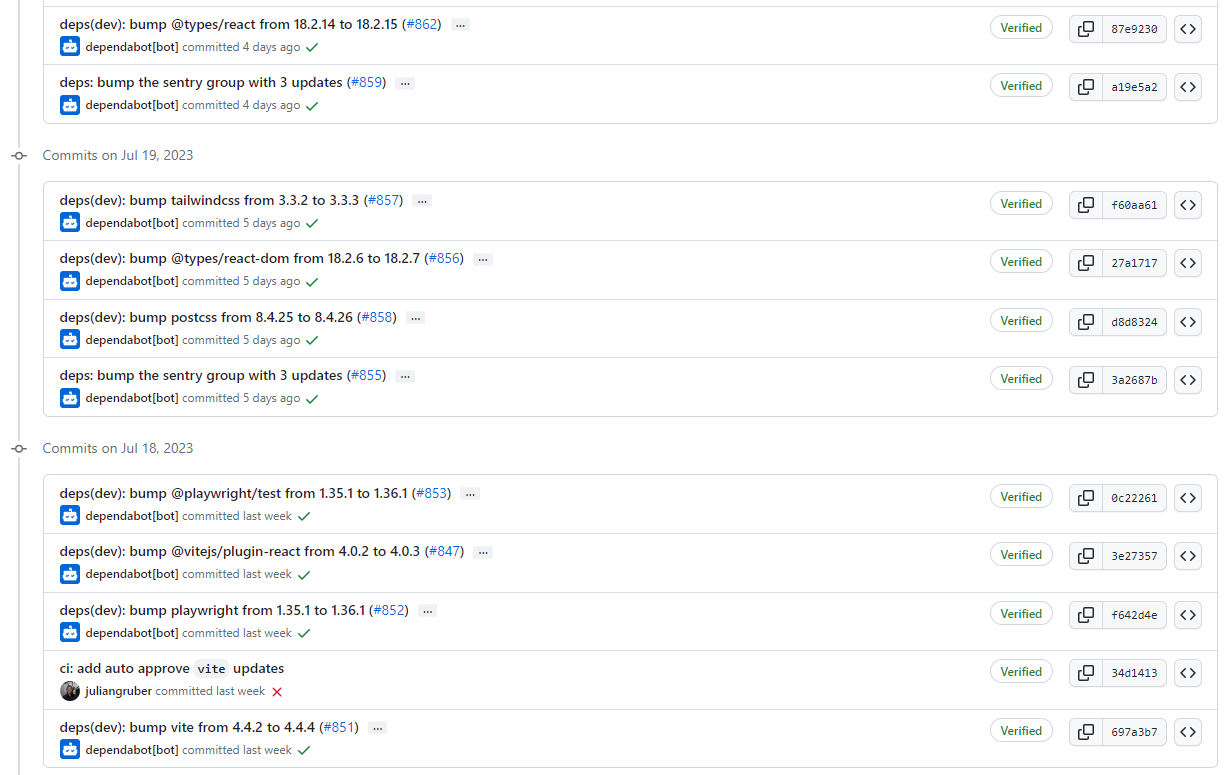 deps(dev): bump @types/react from 18.2.14 to 18.2.15 (#862) …
Verified 87e9230
dependabot[bot] committed 4 days ago
deps: bump the sentry group with 3 updates (#859) …
Verified a19e5a2
dependabot[bot] committed 4 days ago
Commits on Jul 19, 2023
deps(dev): bump tailwindcss from 3.3.2 to 3.3.3 (#857) …
Verified f60aa61
dependabot[bot] committed 5 days ago
deps(dev): bump @types/react-dom from 18.2.6 to 18.2.7 (#856) …
Verified 27a1717
dependabot[bot] committed 5 days ago
deps(dev): bump postcss from 8.4.25 to 8.4.26 (#858) …
Verified d8d8324
dependabot[bot] committed 5 days ago
deps: bump the sentry group with 3 updates (#855) …
Verified 3a2687b
dependabot[bot] committed 5 days ago
Commits on Jul 18, 2023
deps(dev): bump @playwright/test from 1.35.1 to 1.36.1 (#853) …
Verified 0c22261
dependabot[bot] committed last week
deps(dev): bump @vitejs/plugin-react from 4.0.2 to 4.0.3 (#847) …
Verified 3e27357
dependabot[bot] committed last week
deps(dev): bump playwright from 1.35.1 to 1.36.1 (#852) …
Verified f642d4e
dependabot[bot] committed last week
ci: add auto approve vite updates
Verified 34d1413
juliangruber committed last week
deps(dev): bump vite from 4.4.2 to 4.4.4 (#851) …
Verified 697a3b7
dependabot[bot] committed last week